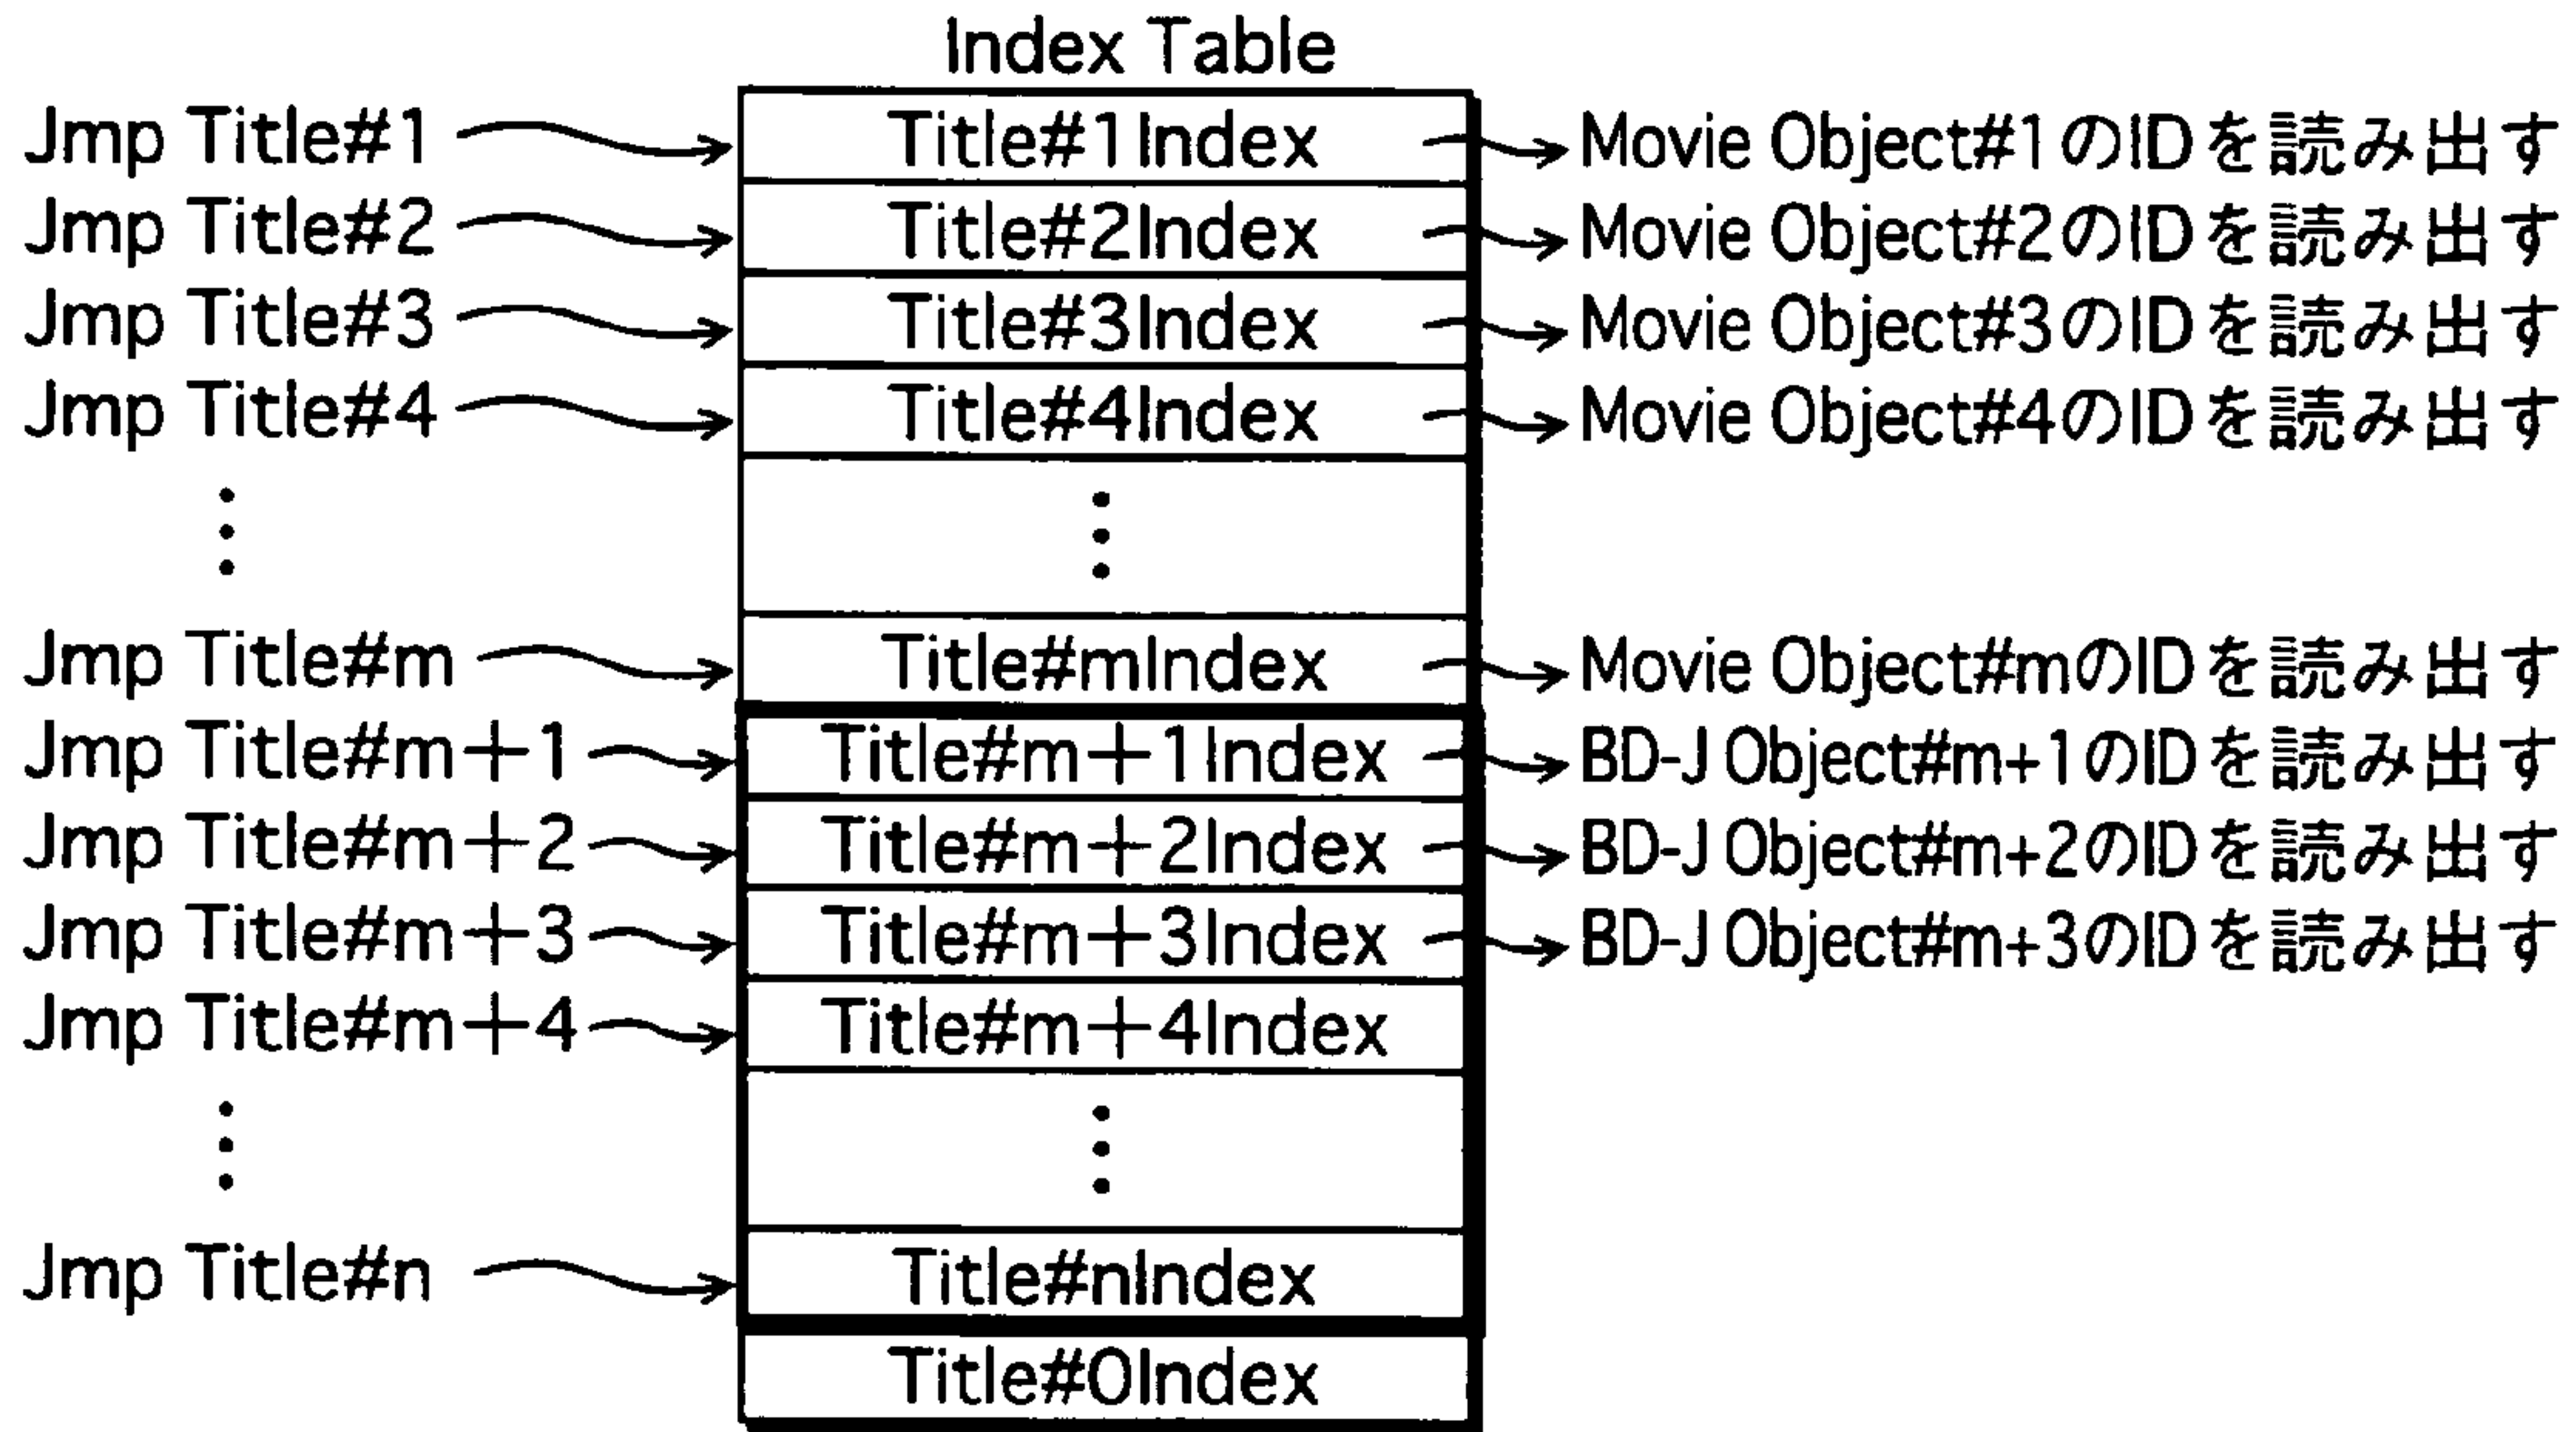 Index Table
Jmp Title#1 Title#1Index Movie Object#1のIDを読み出す
Jmp Title#2 Title#2Index Movie Object#2のIDを読み出す
Jmp Title#3 Title#3Index Movie Object#3のIDを読み出す
Jmp Title#4 Title#4Index Movie Object#4のIDを読み出す
Jmp Title#m Title#mIndex Movie Object#mのIDを読み出す
Jmp Title#m+1 Title#m+1Index BD-J Object#m+1のIDを読み出す
Jmp Title#m+2 Title#m+2Index BD-J Object#m+2のIDを読み出す
Jmp Title#m+3 Title#m+3Index BD-J Object#m+3のIDを読み出す
Jmp Title#m+4 Title#m+4Index
Jmp Title#n Title#nIndex
Title#0Index